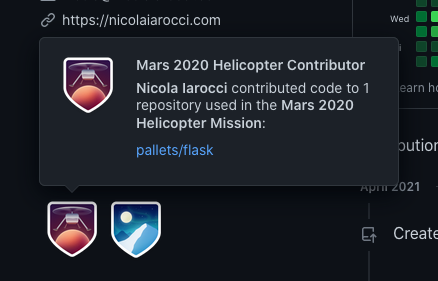 https://nicolaiarocci.com
Wed
Mars 2020 Helicopter Contributor
Nicola Iarocci contributed code to 1
repository used in the Mars 2020
Helicopter Mission:
earn ho
pallets/flask
bution
April 2021
Create